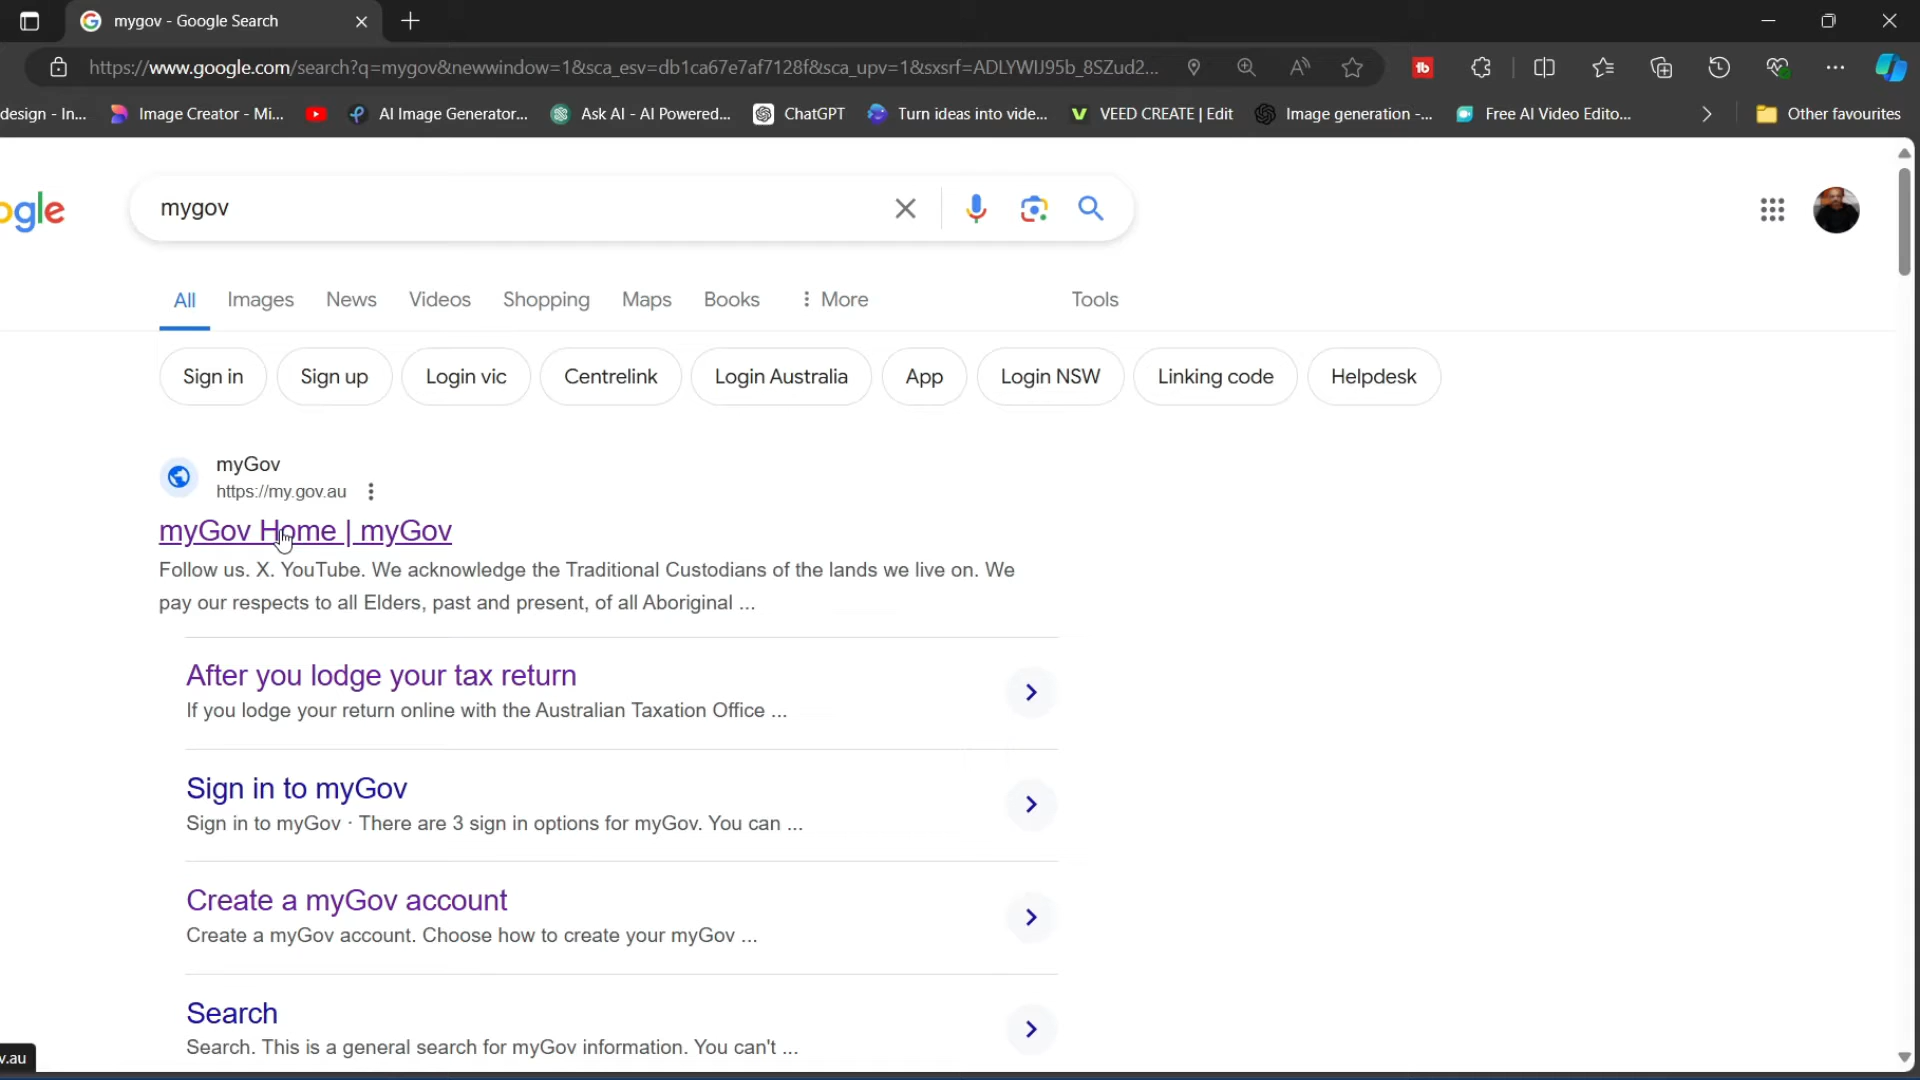 mygov - Google Search
https://www.google.com/search?q=mygov&newwindow=1&sca_esv=db1ca67e7af7128f&sca_upv=1&sxsrf=ADLYWIJ95b_8SZud2...
design - In...
Image Creator - Mi...
AI Image Generator...
Ask AI - AI Powered...
ChatGPT
Turn ideas into vide...
VEED CREATE | Edit
Image generation -...
Free AI Video Edito...
Other favourites
ogle
mygov
All
Images
News
Videos
Shopping
Maps
Books
More
Tools
Sign in
Sign up
Login vic
Centrelink
Login Australia
App
Login NSW
Linking code
Helpdesk
myGov
https://my.gov.au
myGov Home | myGov
Follow us. X. YouTube. We acknowledge the Traditional Custodians of the lands we live on. We
pay our respects to all Elders, past and present, of all Aboriginal ...
After you lodge your tax return
If you lodge your return online with the Australian Taxation Office ...
Sign in to myGov
Sign in to myGov · There are 3 sign in options for myGov. You can ...
Create a myGov account
Create a myGov account. Choose how to create your myGov ...
Search
Search. This is a general search for myGov information. You can't ...
v.au